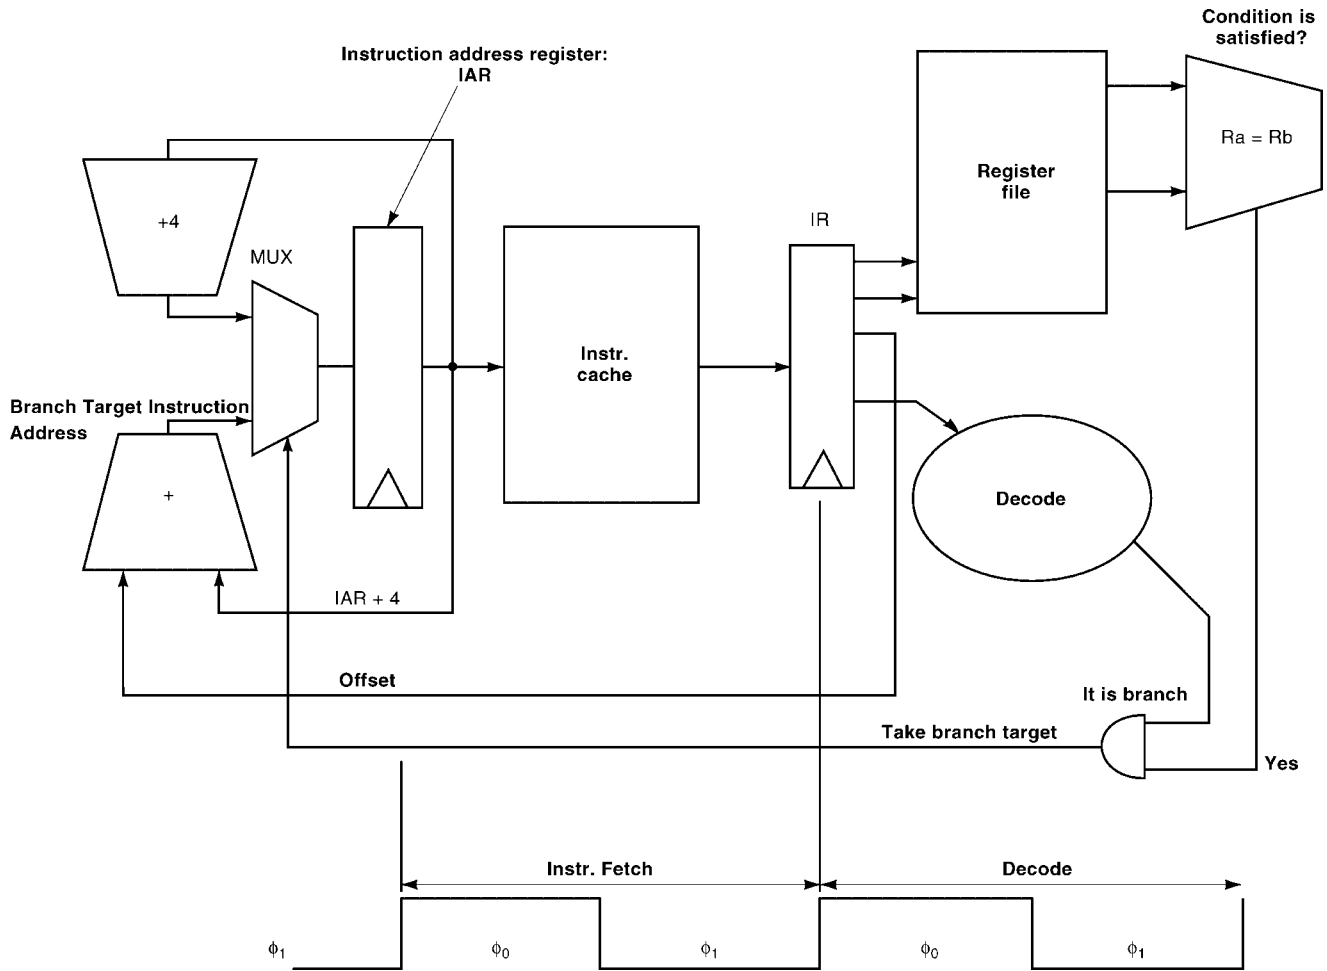 Condition is
satisfied?
Instruction address register:
IAR
Ra = Rb
Register
file
+4
IR
MUX
Instr.
cache
Branch Target Instruction
Address
+
Decode
IAR + 4
Offset
It is branch
Take branch target
Yes
Instr. Fetch
Decode
ϕ1
ϕ0
ϕ1
ϕ0
ϕ1